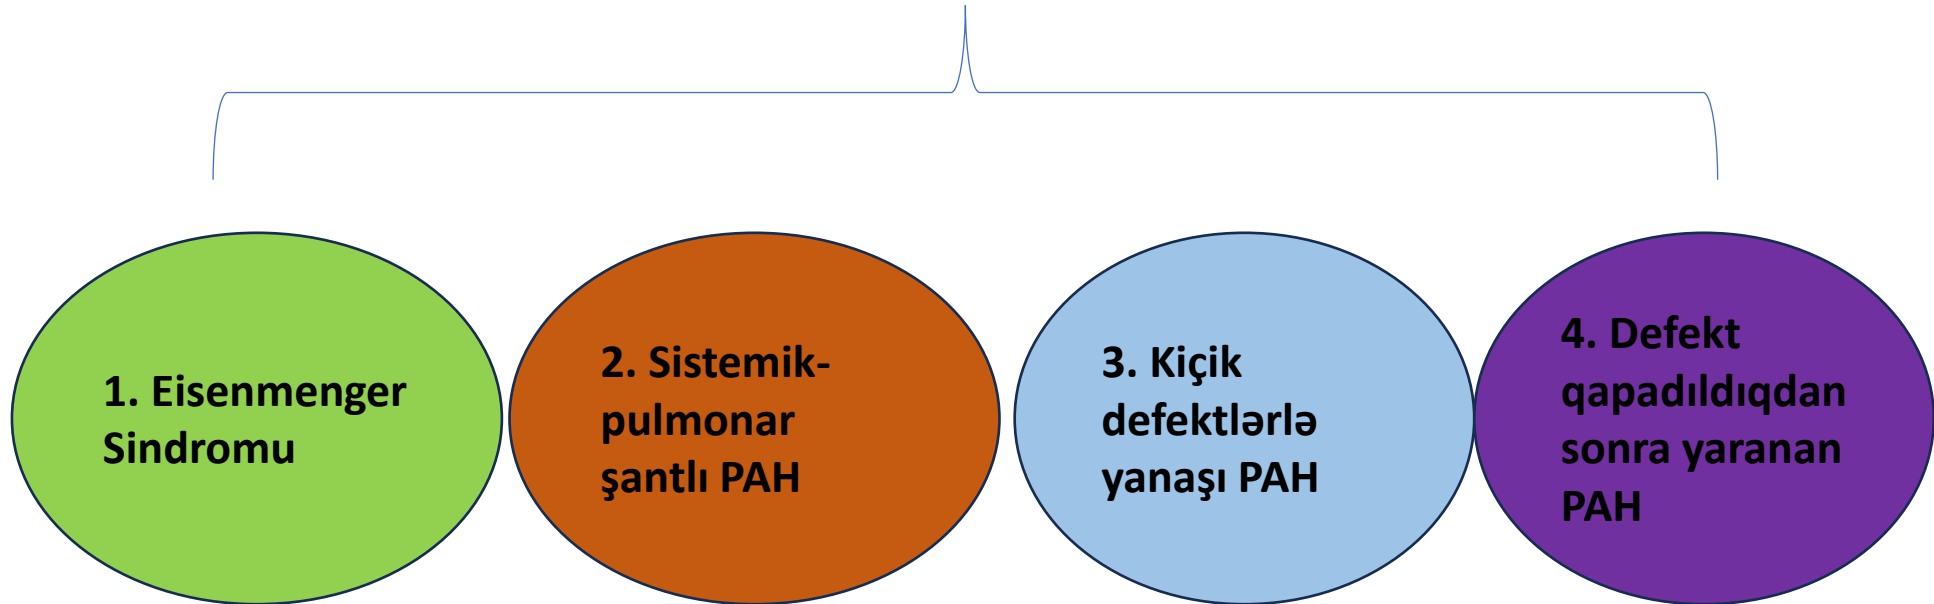 1. Eisenmenger
Sindromu
2. Sistemik-
pulmonar
şantlı PAH
3. Kiçik
defektlərlə
yanaşı PAH
4. Defekt
qapadıldıqdan
sonra yaranan
PAH